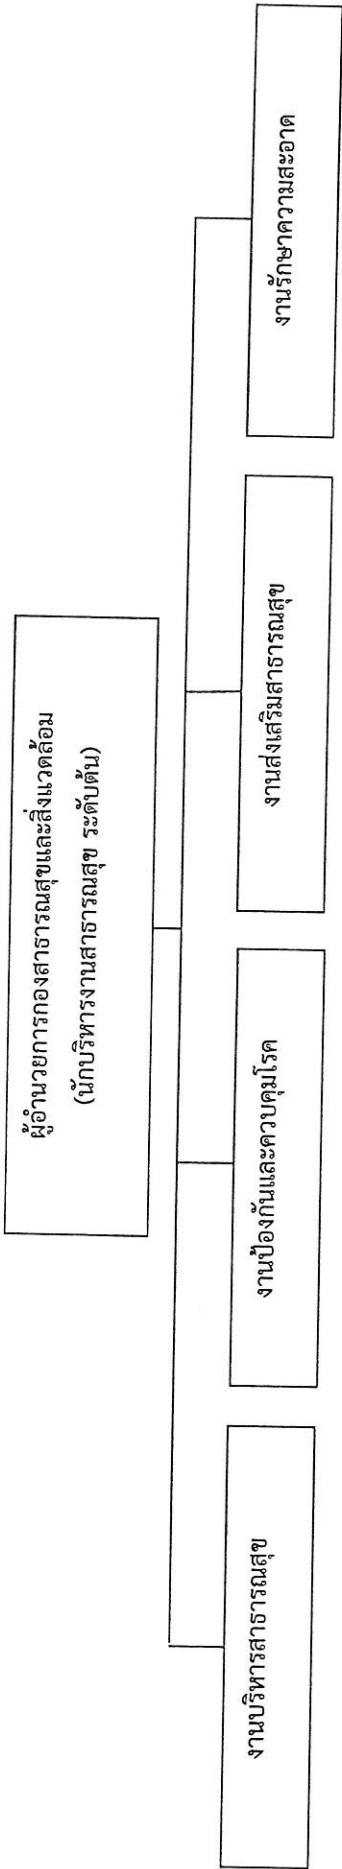 ผู้อำนวยการกองสาธารณสุขและสิ่งแวดล้อม
(นักบริหารงานสาธารณสุข ระดับต้น)
งานบริหารสาธารณสุข
งานป้องกันและควบคุมโรค
งานส่งเสริมสาธารณสุข
งานรักษาความสะอาด